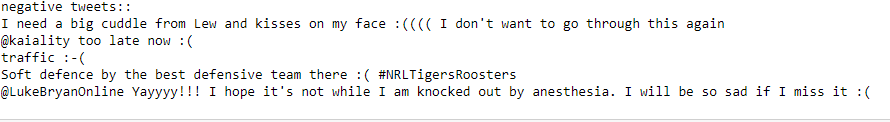 negative tweets::
I need a big cuddle from Lew and kisses on my face :(((( I don't want to go through this again
@kaiality too late now :(
traffic :-(
Soft defence by the best defensive team there :( #NRLTigersRoosters
@LukeBryanOnline Yayyyy!!! I hope it's not while I am knocked out by anesthesia. I will be so sad if I miss it :(